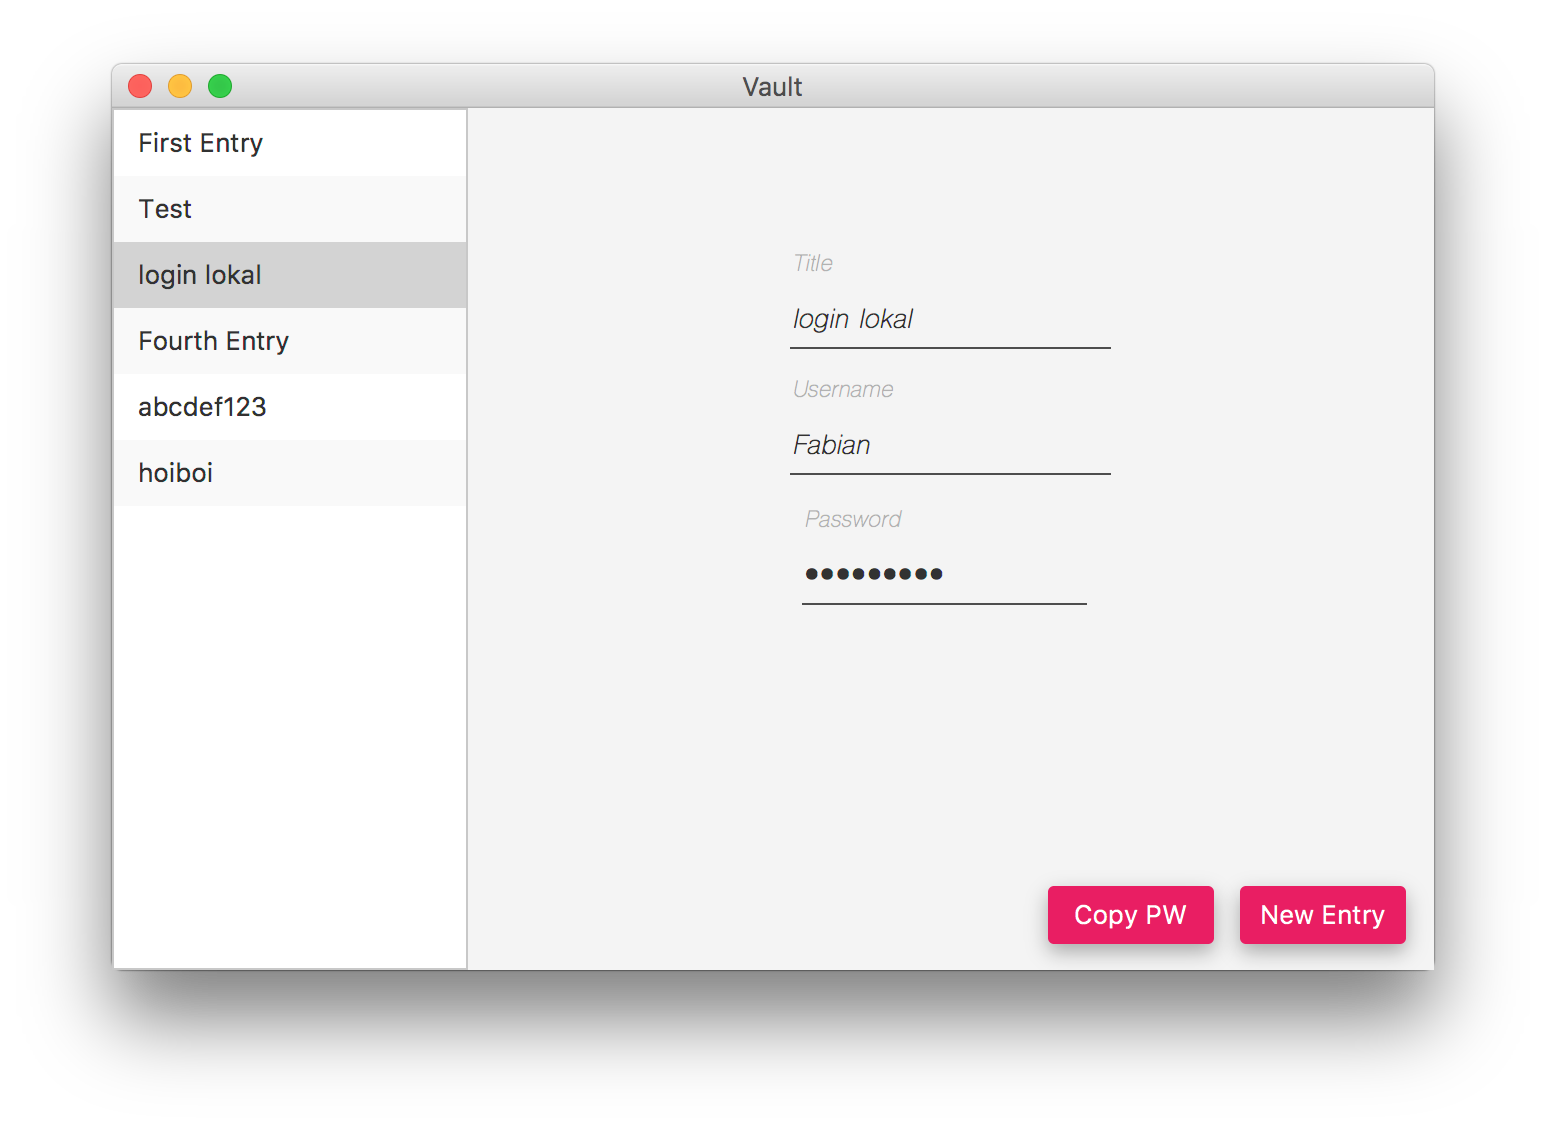 Vault
First Entry
Test
login lokal
Fourth Entry
abcdef123
hoiboi
Title
login lokal
Username
Fabian
Password
•••••••••
Copy PW
New Entry